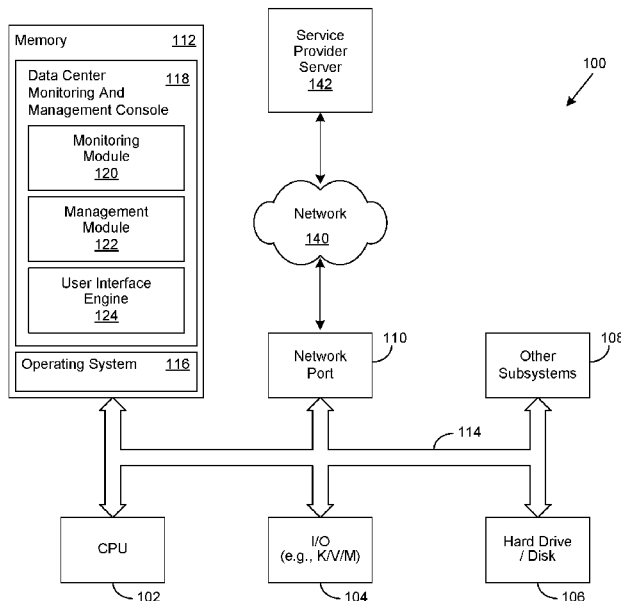 Memory 112
Data Center 118
Monitoring And
Management Console
Monitoring
Module
120
Management
Module
122
User Interface
Engine
124
Operating System 116
Service
Provider
Server
142
100
Network
140
Network
Port
110
Other
Subsystems
108
114
CPU
102
I/O
(e.g., K/V/M)
104
Hard Drive
/ Disk
106